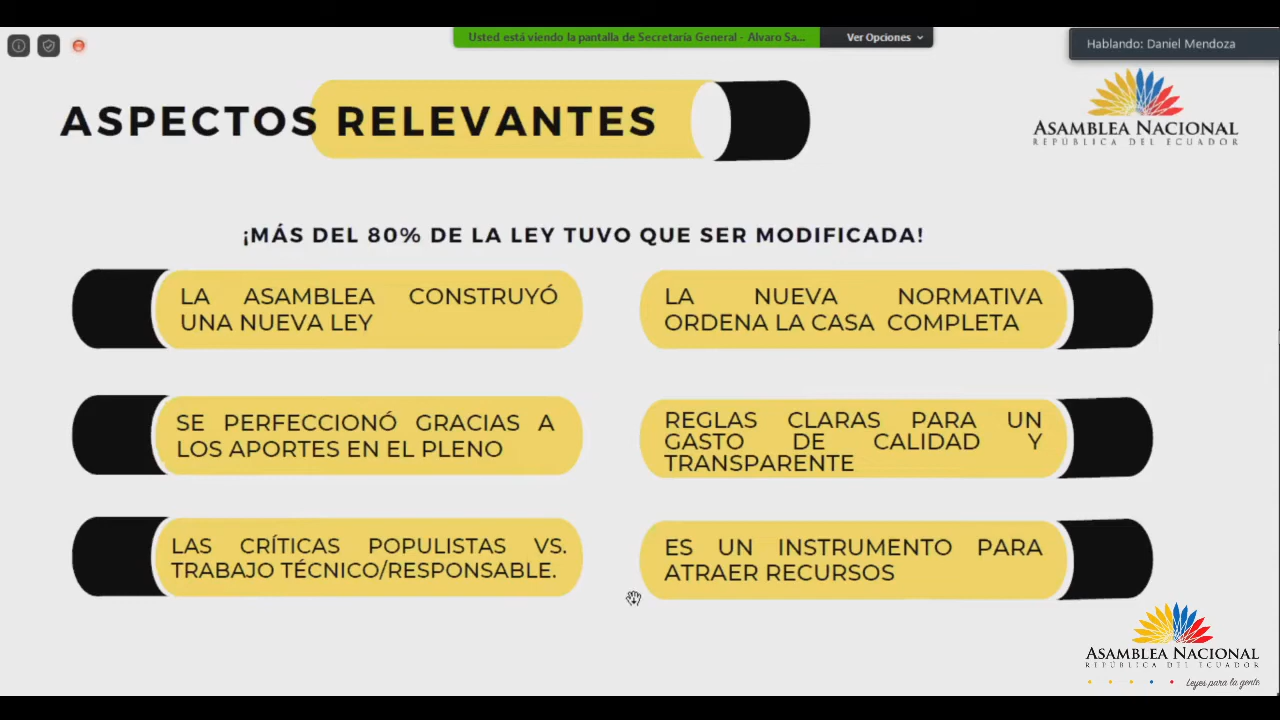 Usted está viendo la pantalla de Secretaría General - Alvaro Sa...
Ver Opciones
Hablando: Daniel Mendoza
ASPECTOS RELEVANTES
ASAMBLEA NACIONAL
REPÚBLICA DEL ECUADOR
¡MÁS DEL 80% DE LA LEY TUVO QUE SER MODIFICADA!
LA ASAMBLEA CONSTRUYÓ
UNA NUEVA LEY
LA NUEVA NORMATIVA
ORDENA LA CASA COMPLETA
SE PERFECCIONÓ GRACIAS A
LOS APORTES EN EL PLENO
REGLAS CLARAS PARA UN
GASTO DE CALIDAD Y
TRANSPARENTE
LAS CRÍTICAS POPULISTAS VS.
TRABAJO TÉCNICO/RESPONSABLE.
ES UN INSTRUMENTO PARA
ATRAER RECURSOS
ASAMBLEA NACIONAL
REPÚBLICA DEL ECUADOR
Leyes para la gente